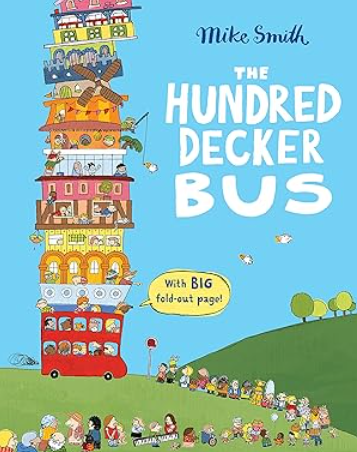 Mike Smith
THE
HUNDRED
DECKER
BUS
With BIG
fold-out page!